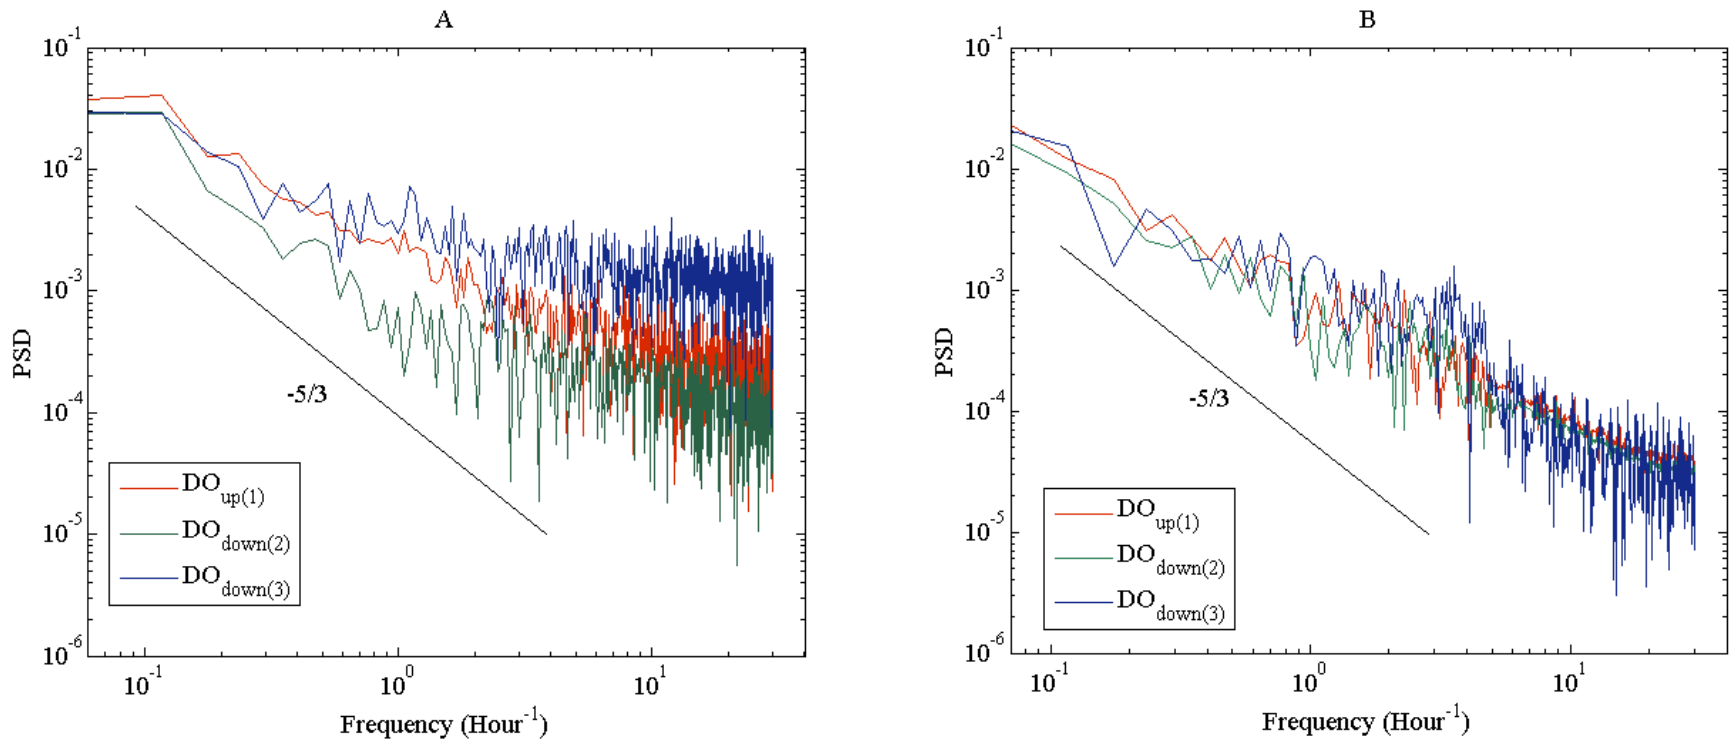 A
10^-1
10^-2
10^-3
10^-4
10^-5
10^-6
PSD
-5/3
DO_up(1)
DO_down(2)
DO_down(3)
10^-1
10^0
10^1
Frequency (Hour^-1)
B
10^-1
10^-2
10^-3
10^-4
10^-5
10^-6
PSD
-5/3
DO_up(1)
DO_down(2)
DO_down(3)
10^-1
10^0
10^1
Frequency (Hour^-1)